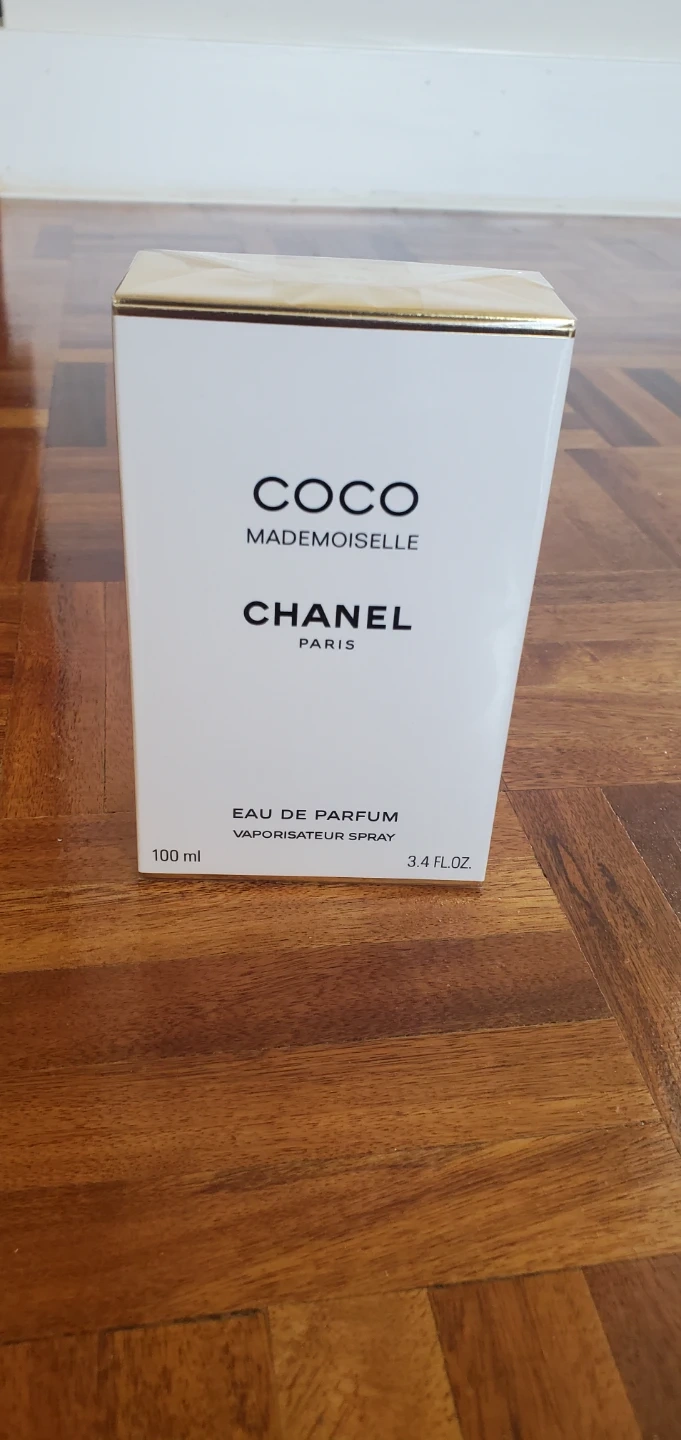 COCO
MADEMOISELLE
CHANEL
PARIS
EAU DE PARFUM
VAPORISATEUR SPRAY
100 ml 3.4 FL.OZ.